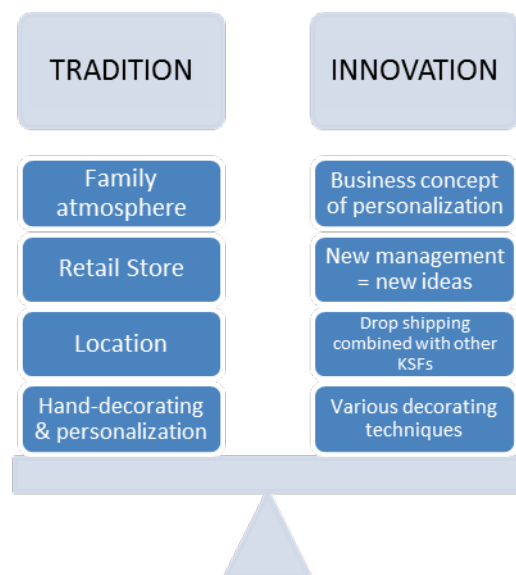 TRADITION
INNOVATION
Family
atmosphere
Retail Store
Location
Hand-decorating
& personalization
Business concept
of personalization
New management
= new ideas
Drop shipping
combined with other
KSFs
Various decorating
techniques